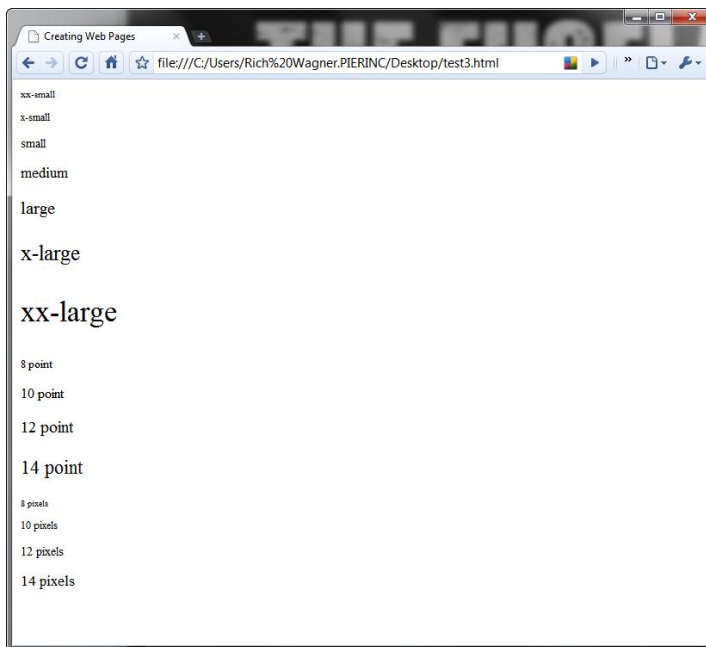 Creating Web Pages
file:///C:/Users/Rich%20Wagner.PIERINC/Desktop/test3.html
xx-small
x-small
small
medium
large
x-large
xx-large
8 point
10 point
12 point
14 point
8 pixels
10 pixels
12 pixels
14 pixels